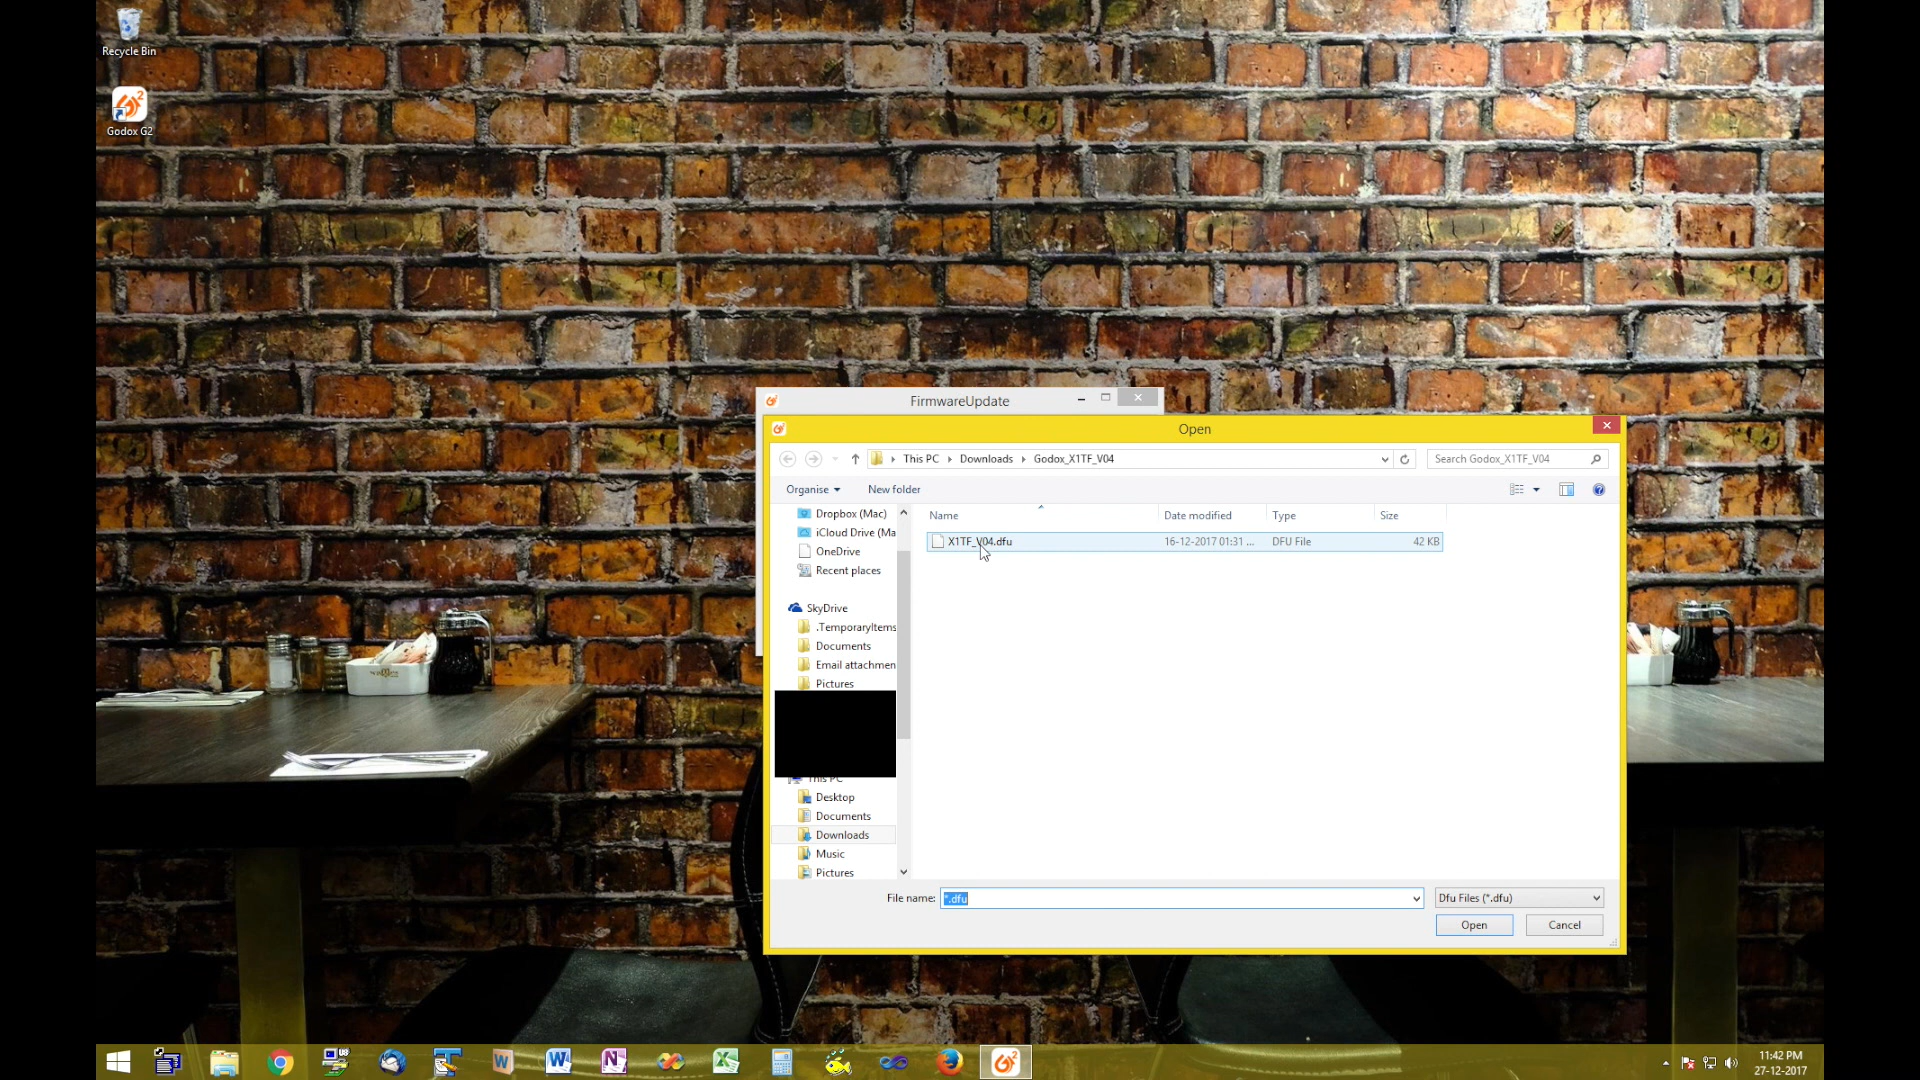 Recycle Bin
Godox G2
FirmwareUpdate
Open
This PC
Downloads
Godox_X1TF_V04
Search Godox_X1TF_V04
Organise
New folder
Name
Date modified
Type
Size
X1TF_V04.dfu
16-12-2017 01:31 ...
DFU File
42 KB
Dropbox (Mac)
iCloud Drive (Ma
OneDrive
Recent places
SkyDrive
.TemporaryItems
Documents
Email attachmen
Pictures
This PC
Desktop
Documents
Downloads
Music
Pictures
File name:
*.dfu
Dfu Files (*.dfu)
Open
Cancel
11:42 PM
27-12-2017